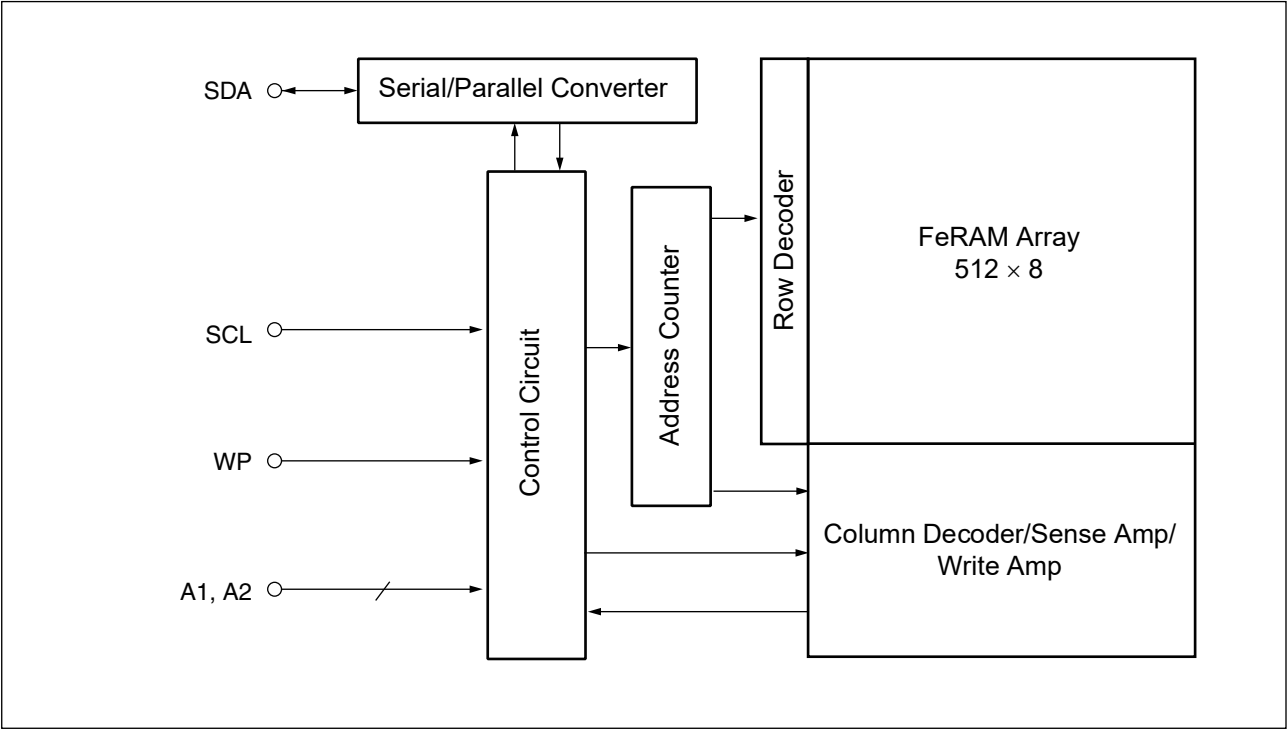 SDA
Serial/Parallel Converter
SCL
WP
A1, A2
Control Circuit
Address Counter
Row Decoder
FeRAM Array
512 × 8
Column Decoder/Sense Amp/
Write Amp